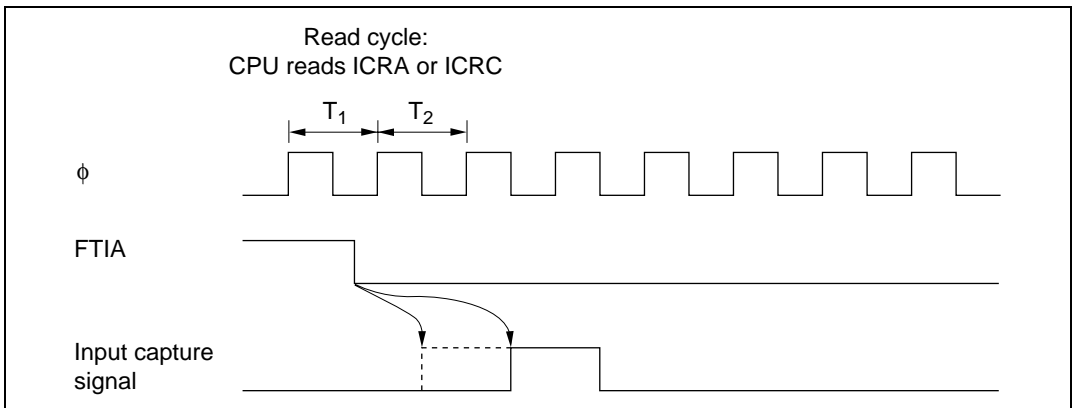 Read cycle:
CPU reads ICRA or ICRC
T₁ T₂
ϕ
FTIA
Input capture
signal